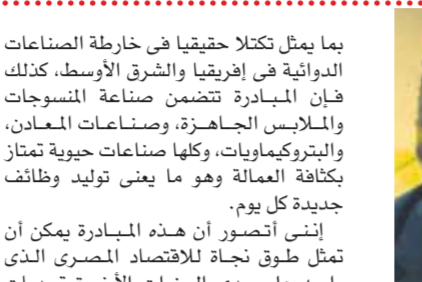 بما يمثل تكتلا حقيقيا فى خارطة الصناعات
الدوائية فى إفريقيا والشرق الأوسط، كذلك
فإن المبادرة تتضمن صناعة المنسوجات
والملابس الجاهزة، وصناعات المعادن،
والبتروكيماويات، وكلها صناعات حيوية تمتاز
بكثافة العمالة وهو ما يعنى توليد وظائف
جديدة كل يوم.
إننى أتصور أن هذه المبادرة يمكن أن
تمثل طوق نجاة للاقتصاد المصرى الذى